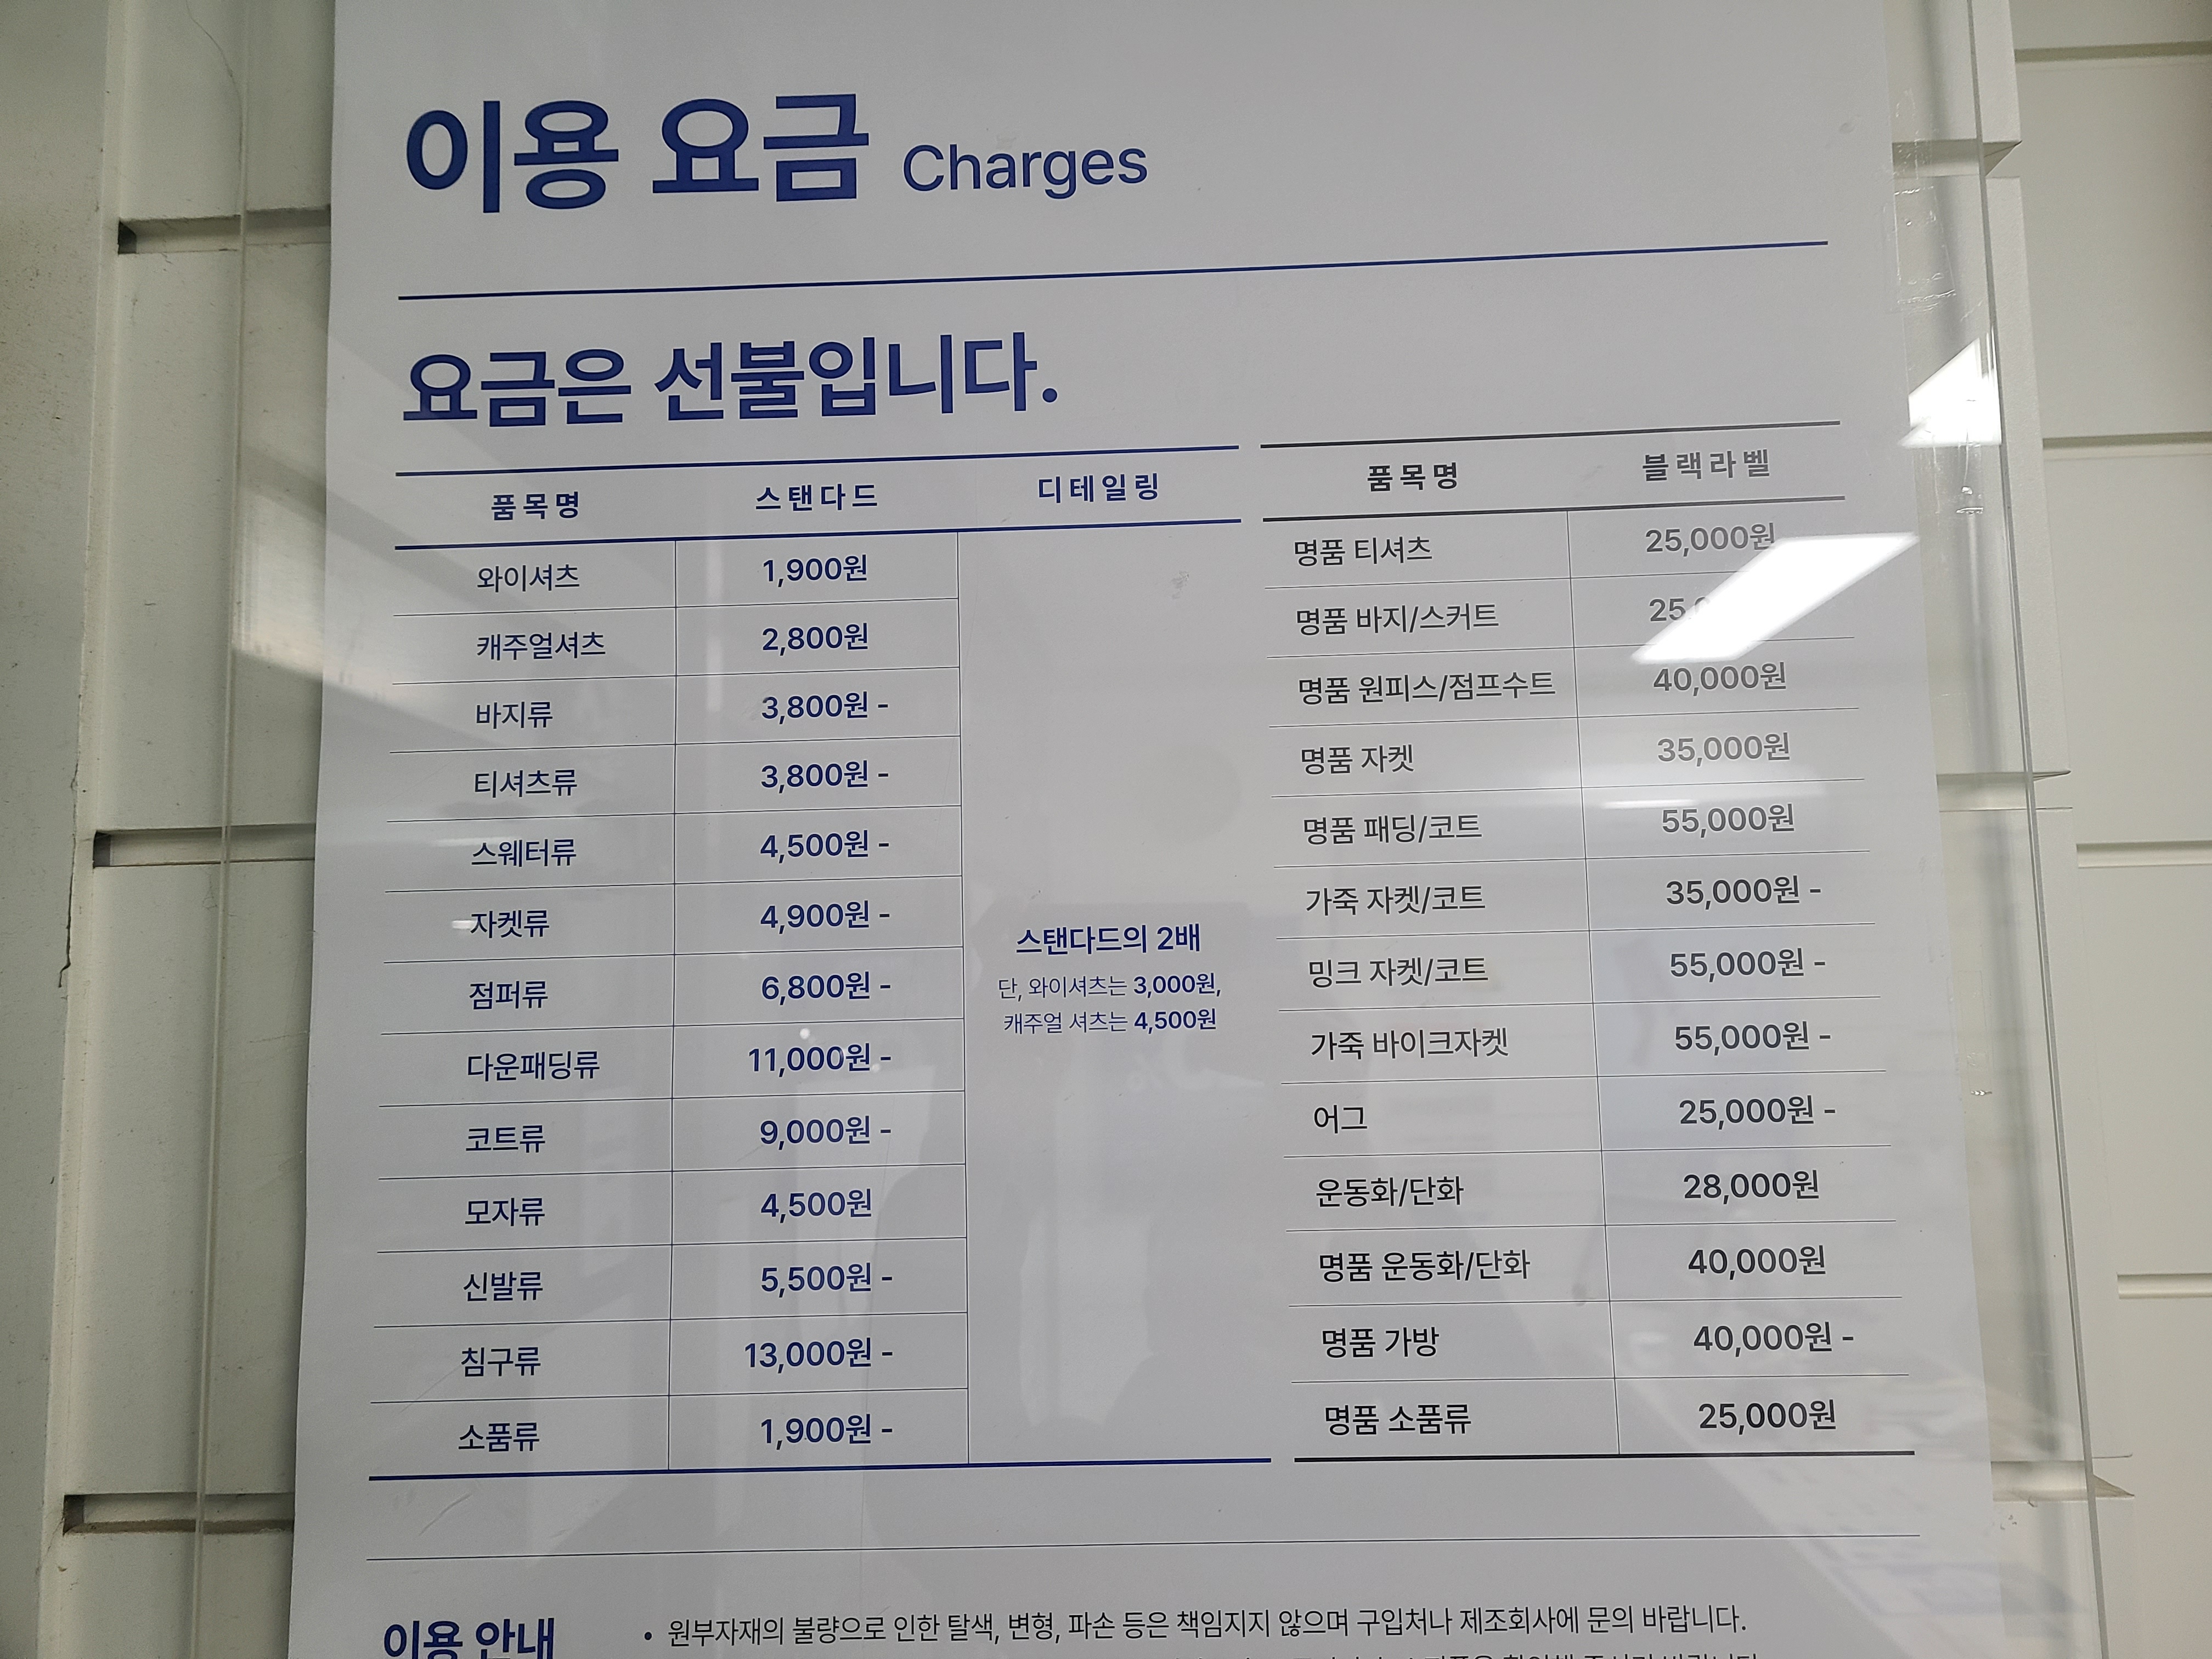 이용 요금 Charges
요금은 선불입니다.
품목명 스탠다드 디테일링
와이셔츠 1,900원
캐주얼셔츠 2,800원
바지류 3,800원 -
티셔츠류 3,800원 -
스웨터류 4,500원 -
자켓류 4,900원 -
점퍼류 6,800원 -
다운패딩류 11,000원 -
코트류 9,000원 -
모자류 4,500원
신발류 5,500원 -
침구류 13,000원 -
소품류 1,900원 -
스탠다드의 2배
단, 와이셔츠는 3,000원,
캐주얼 셔츠는 4,500원
품목명 블랙라벨
명품 티셔츠 25,000원
명품 바지/스커트
명품 원피스/점프수트 40,000원
명품 자켓 35,000원
명품 패딩/코트 55,000원
가죽 자켓/코트 35,000원 -
밍크 자켓/코트 55,000원 -
가죽 바이크자켓 55,000원 -
어그 25,000원 -
운동화/단화 28,000원
명품 운동화/단화 40,000원
명품 가방 40,000원 -
명품 소품류 25,000원
이용 안내
• 원부자재의 불량으로 인한 탈색, 변형, 파손 등은 책임지지 않으며 구입처나 제조회사에 문의 바랍니다.